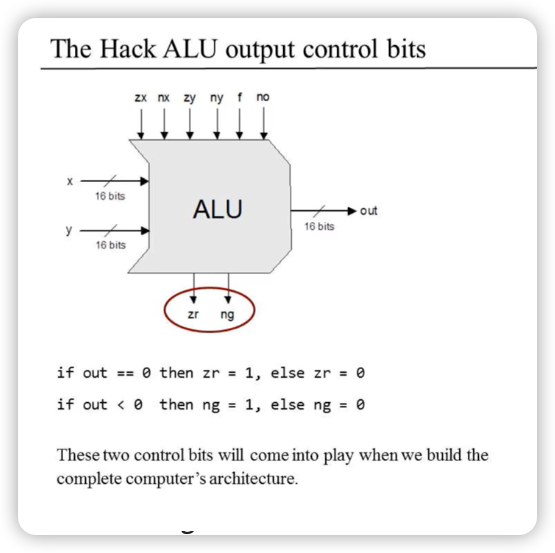 The Hack ALU output control bits
zx nx zy ny f no
x
16 bits
ALU
out
16 bits
y
16 bits
zr ng
if out == 0 then zr = 1, else zr = 0
if out < 0 then ng = 1, else ng = 0
These two control bits will come into play when we build the
complete computer's architecture.